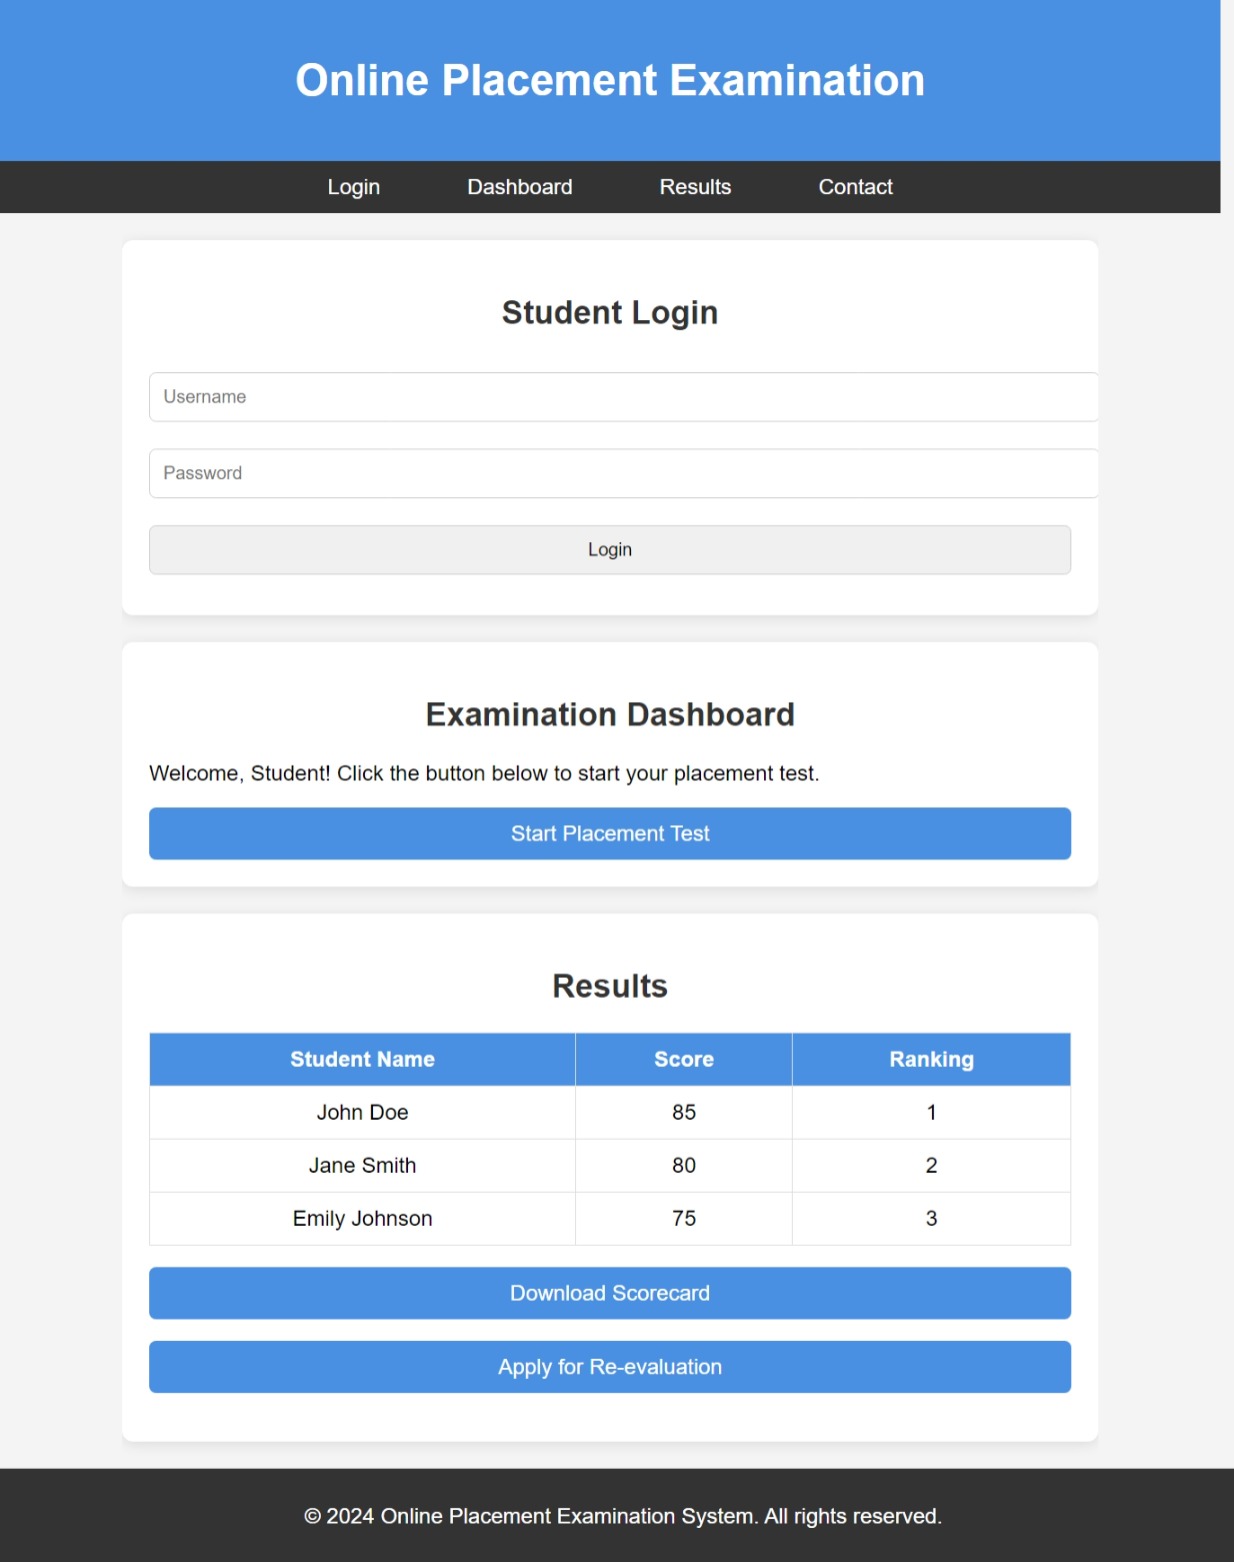 Online Placement Examination
Login Dashboard Results Contact
Student Login
Username
Password
Login
Examination Dashboard
Welcome, Student! Click the button below to start your placement test.
Start Placement Test
Results
Student Name Score Ranking
John Doe 85 1
Jane Smith 80 2
Emily Johnson 75 3
Download Scorecard
Apply for Re-evaluation
© 2024 Online Placement Examination System. All rights reserved.